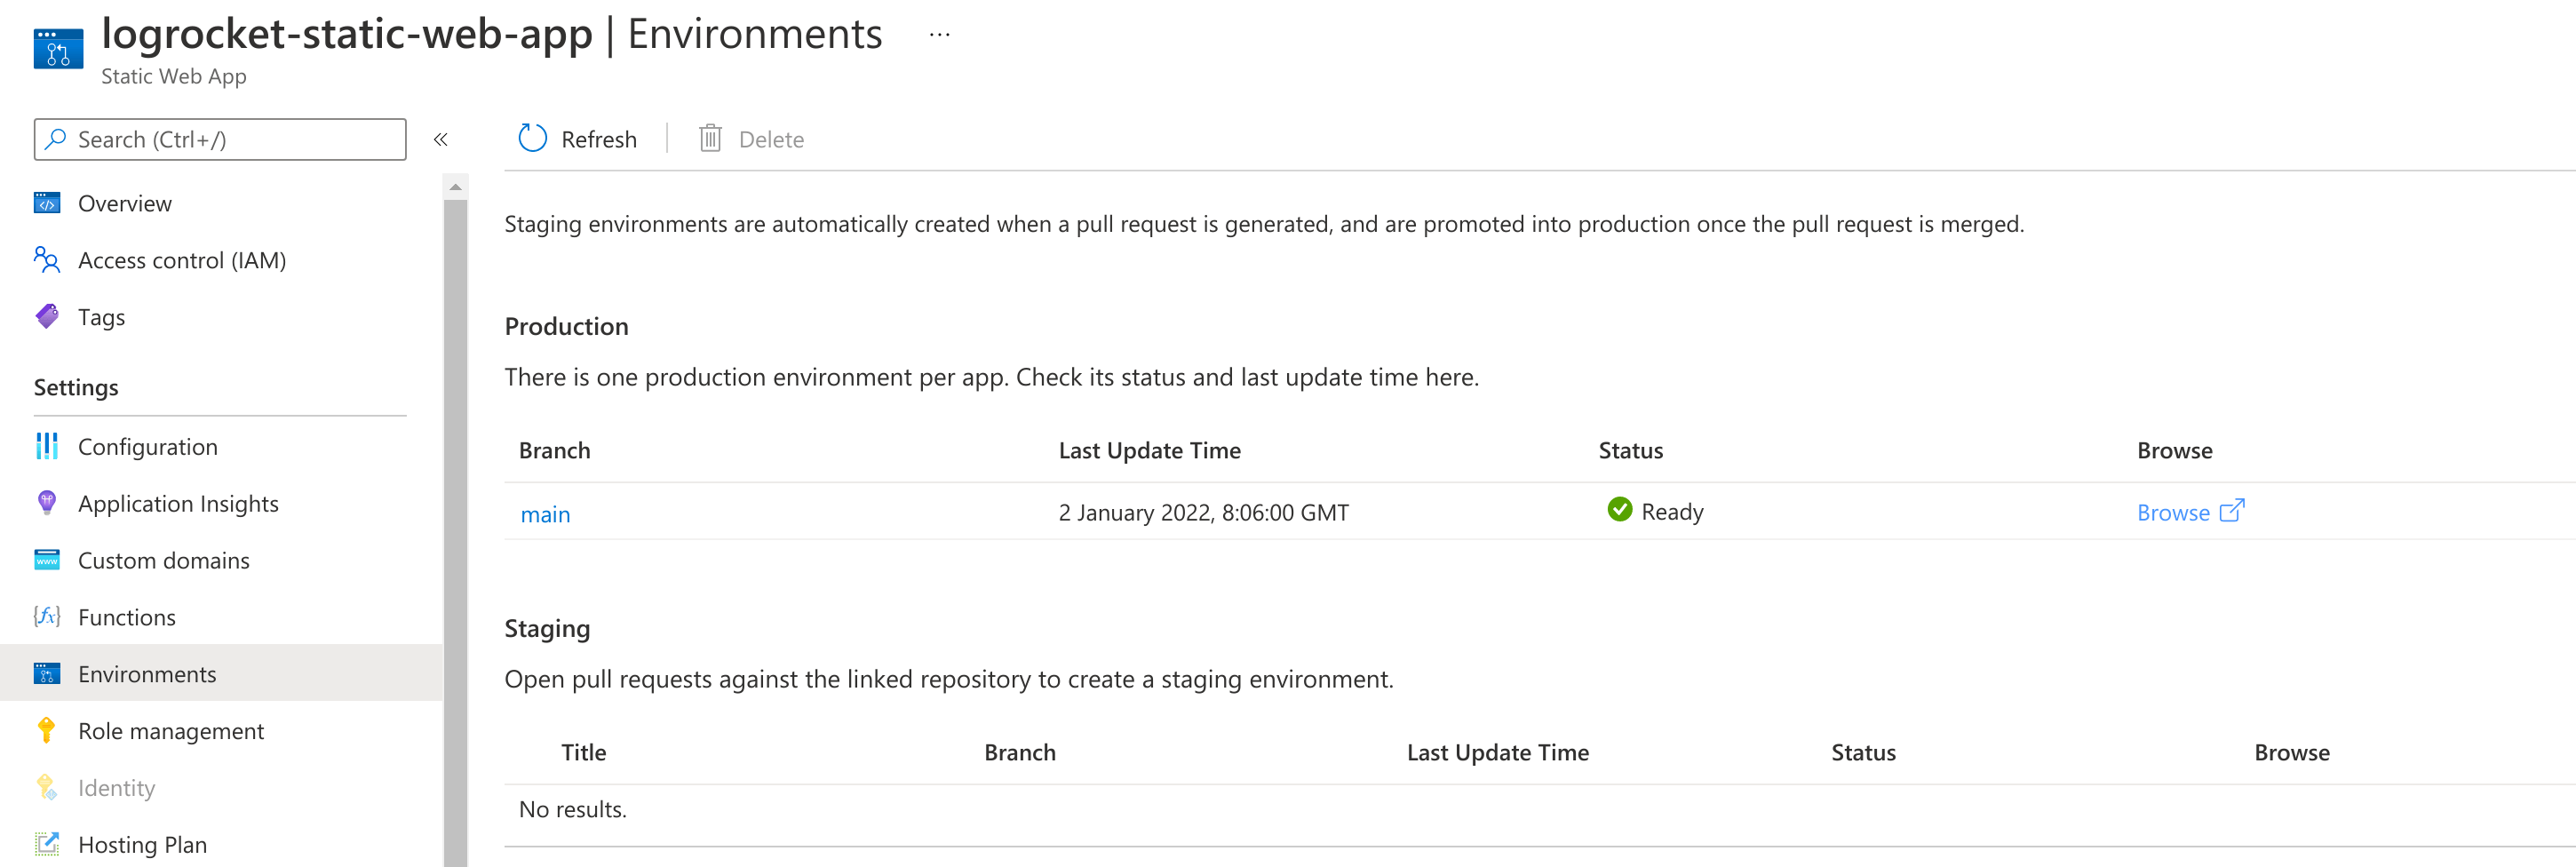 logrocket-static-web-app | Environments ...
Static Web App
Search (Ctrl+/)
«
Refresh
Delete
Overview
Access control (IAM)
Tags
Settings
Configuration
Application Insights
Custom domains
Functions
Environments
Role management
Identity
Hosting Plan
Staging environments are automatically created when a pull request is generated, and are promoted into production once the pull request is merged.
Production
There is one production environment per app. Check its status and last update time here.
Branch Last Update Time Status Browse
main 2 January 2022, 8:06:00 GMT Ready Browse
Staging
Open pull requests against the linked repository to create a staging environment.
Title Branch Last Update Time Status Browse
No results.